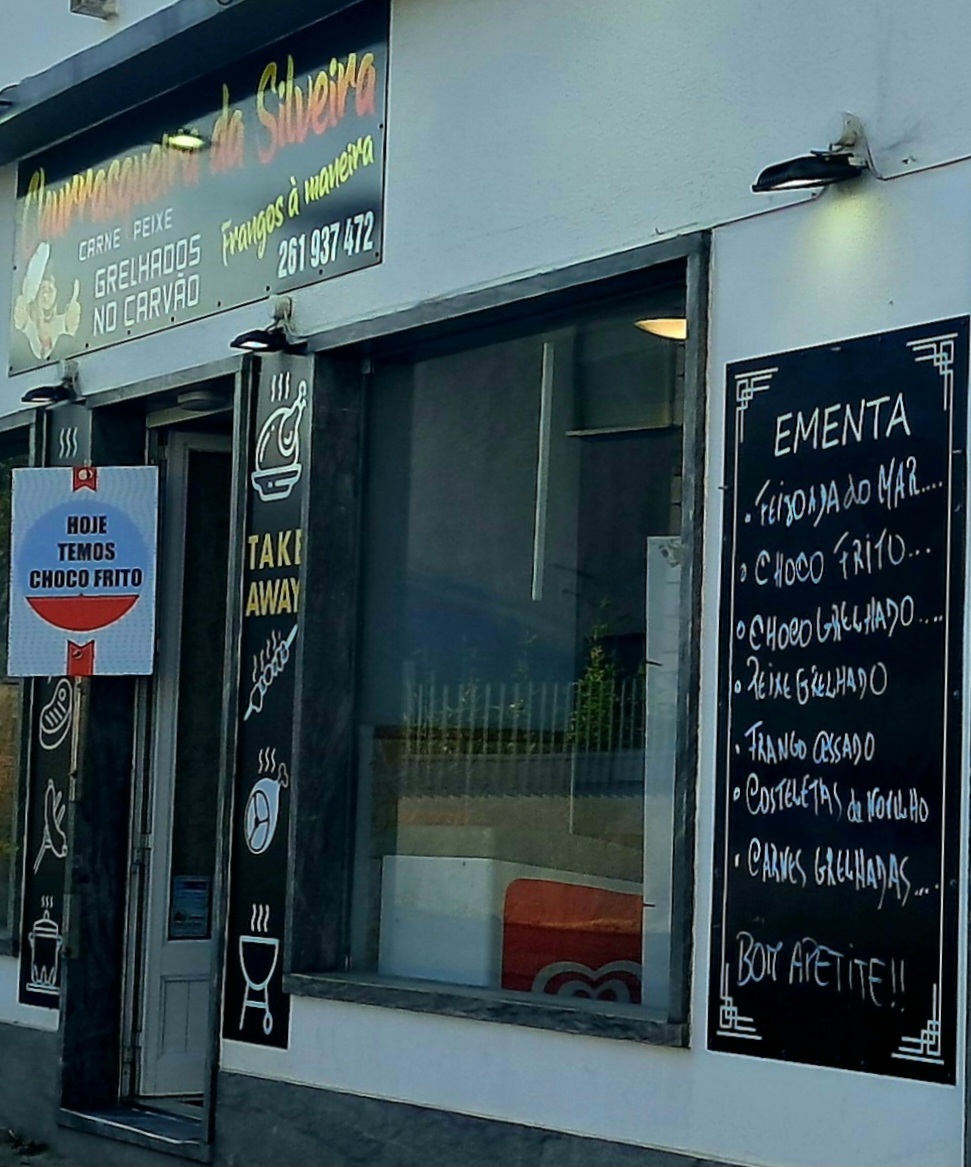 Churrasqueira da Silveira
CARNE PEIXE
GRELHADOS
NO CARVÃO
Frangos à maneira
261 937 472
HOJE
TEMOS
CHOCO FRITO
TAKE
AWAY
EMENTA
• FEIJOADA do MAR....
• CHOCO FRITO...
• CHOCO GRELHADO....
• PEIXE GRELHADO
• FRANGO ASSADO
• COSTELETAS de NOVILHO
• CARNES GRELHADAS....
BOM APETITE!!